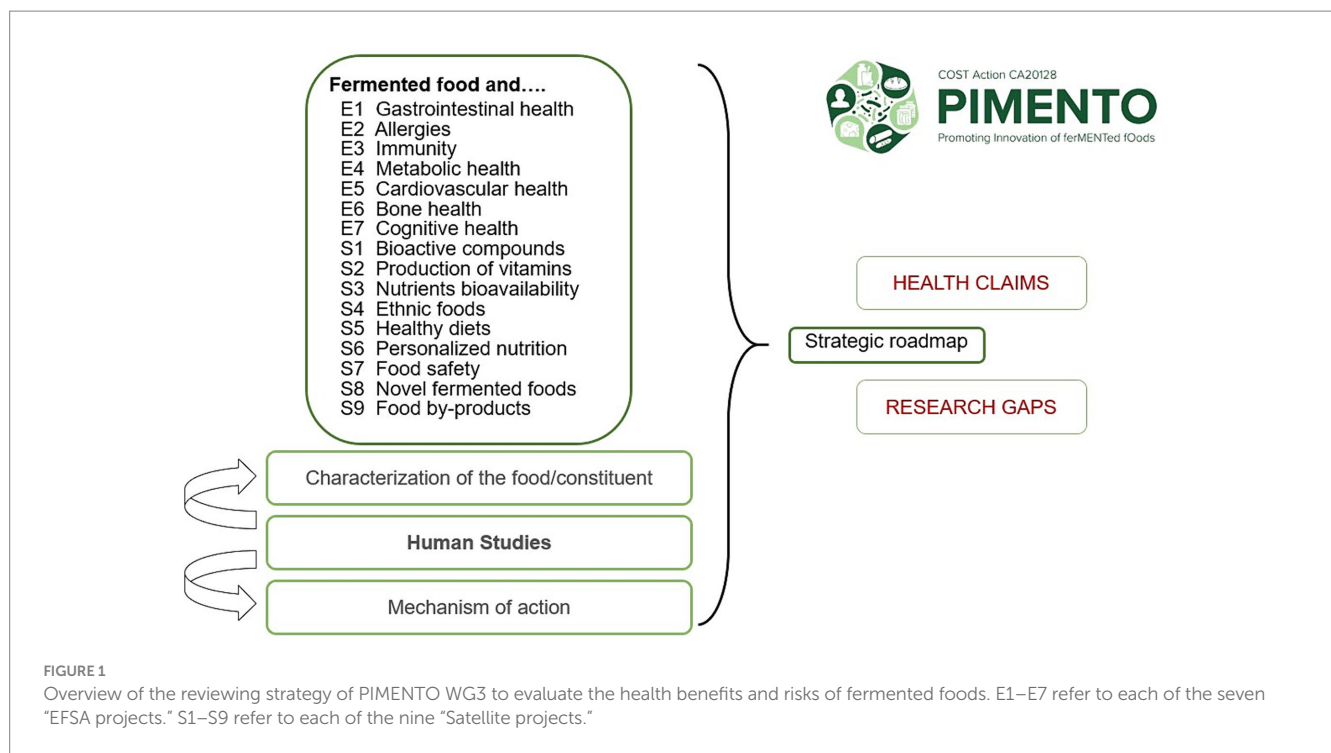 Fermented food and....
E1 Gastrointestinal health
E2 Allergies
E3 Immunity
E4 Metabolic health
E5 Cardiovascular health
E6 Bone health
E7 Cognitive health
S1 Bioactive compounds
S2 Production of vitamins
S3 Nutrients bioavailability
S4 Ethnic foods
S5 Healthy diets
S6 Personalized nutrition
S7 Food safety
S8 Novel fermented foods
S9 Food by-products
Characterization of the food/constituent
Human Studies
Mechanism of action
COST Action CA20128
PIMENTO
Promoting Innovation of ferMENTed fOods
HEALTH CLAIMS
Strategic roadmap
RESEARCH GAPS
FIGURE 1
Overview of the reviewing strategy of PIMENTO WG3 to evaluate the health benefits and risks of fermented foods. E1–E7 refer to each of the seven
“EFSA projects.” S1–S9 refer to each of the nine “Satellite projects.”